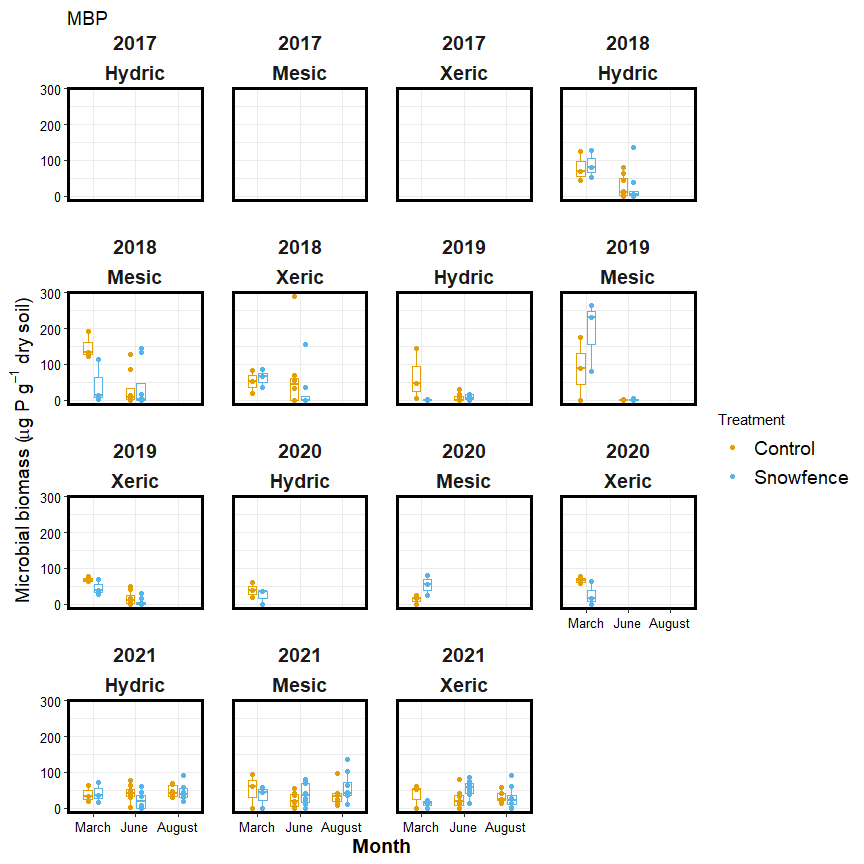 MBP
2017 2017 2017 2018
Hydric Mesic Xeric Hydric
300
200
100
0
2018 2018 2019 2019
Mesic Xeric Hydric Mesic
300
200
100
0
Microbial biomass (µg P g⁻¹ dry soil)
Treatment
Control
Snowfence
2019 2020 2020 2020
Xeric Hydric Mesic Xeric
300
200
100
0
March June August
2021 2021 2021
Hydric Mesic Xeric
300
200
100
0
March June August March June August March June August
Month